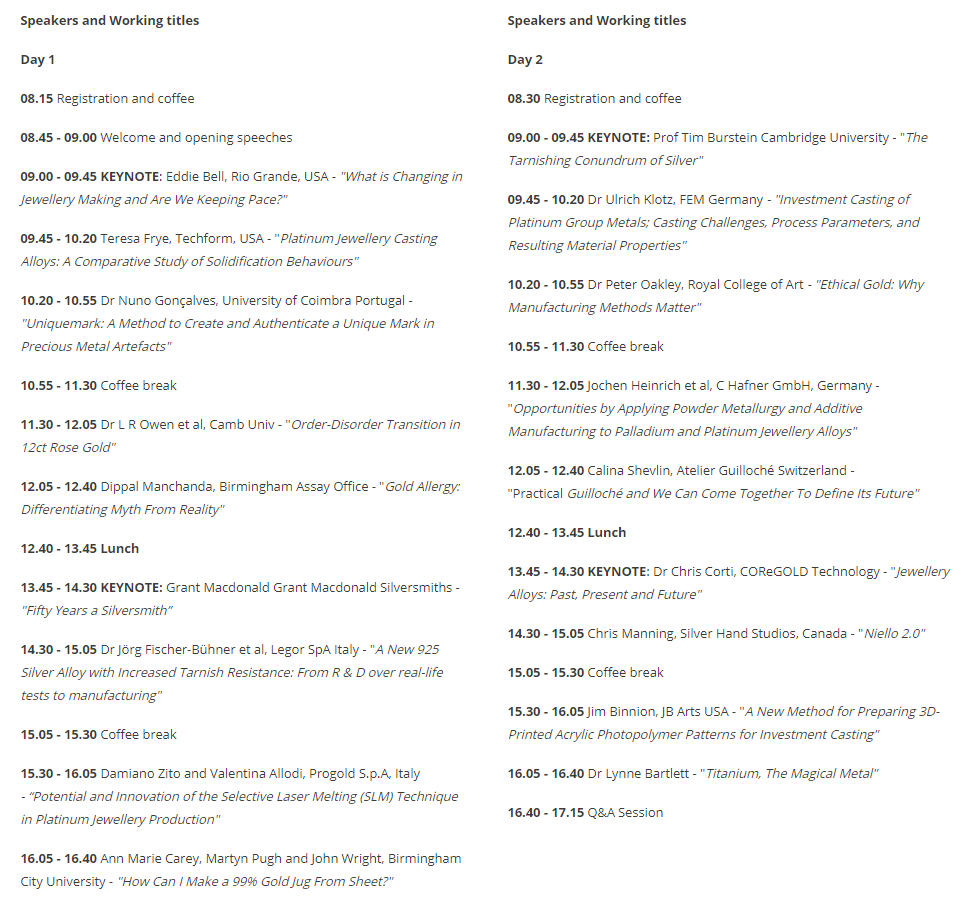 Speakers and Working titles
Day 1
08.15 Registration and coffee
08.45 - 09.00 Welcome and opening speeches
09.00 - 09.45 KEYNOTE: Eddie Bell, Rio Grande, USA - "What is Changing in
Jewellery Making and Are We Keeping Pace?"
09.45 - 10.20 Teresa Frye, Techform, USA - "Platinum Jewellery Casting
Alloys: A Comparative Study of Solidification Behaviours"
10.20 - 10.55 Dr Nuno Gonçalves, University of Coimbra Portugal -
"Uniquemark: A Method to Create and Authenticate a Unique Mark in
Precious Metal Artefacts"
10.55 - 11.30 Coffee break
11.30 - 12.05 Dr L R Owen et al, Camb Univ - "Order-Disorder Transition in
12ct Rose Gold"
12.05 - 12.40 Dippal Manchanda, Birmingham Assay Office - "Gold Allergy:
Differentiating Myth From Reality"
12.40 - 13.45 Lunch
13.45 - 14.30 KEYNOTE: Grant Macdonald Grant Macdonald Silversmiths -
"Fifty Years a Silversmith"
14.30 - 15.05 Dr Jörg Fischer-Bühner et al, Legor SpA Italy - "A New 925
Silver Alloy with Increased Tarnish Resistance: From R & D over real-life
tests to manufacturing"
15.05 - 15.30 Coffee break
15.30 - 16.05 Damiano Zito and Valentina Allodi, Progold S.p.A, Italy
- "Potential and Innovation of the Selective Laser Melting (SLM) Technique
in Platinum Jewellery Production"
16.05 - 16.40 Ann Marie Carey, Martyn Pugh and John Wright, Birmingham
City University - "How Can I Make a 99% Gold Jug From Sheet?"
Speakers and Working titles
Day 2
08.30 Registration and coffee
09.00 - 09.45 KEYNOTE: Prof Tim Burstein Cambridge University - "The
Tarnishing Conundrum of Silver"
09.45 - 10.20 Dr Ulrich Klotz, FEM Germany - "Investment Casting of
Platinum Group Metals; Casting Challenges, Process Parameters, and
Resulting Material Properties"
10.20 - 10.55 Dr Peter Oakley, Royal College of Art - "Ethical Gold: Why
Manufacturing Methods Matter"
10.55 - 11.30 Coffee break
11.30 - 12.05 Jochen Heinrich et al, C Hafner GmbH, Germany -
"Opportunities by Applying Powder Metallurgy and Additive
Manufacturing to Palladium and Platinum Jewellery Alloys"
12.05 - 12.40 Calina Shevlin, Atelier Guilloché Switzerland -
"Practical Guilloché and We Can Come Together To Define Its Future"
12.40 - 13.45 Lunch
13.45 - 14.30 KEYNOTE: Dr Chris Corti, COReGOLD Technology - "Jewellery
Alloys: Past, Present and Future"
14.30 - 15.05 Chris Manning, Silver Hand Studios, Canada - "Niello 2.0"
15.05 - 15.30 Coffee break
15.30 - 16.05 Jim Binnion, JB Arts USA - "A New Method for Preparing 3D-
Printed Acrylic Photopolymer Patterns for Investment Casting"
16.05 - 16.40 Dr Lynne Bartlett - "Titanium, The Magical Metal"
16.40 - 17.15 Q&A Session